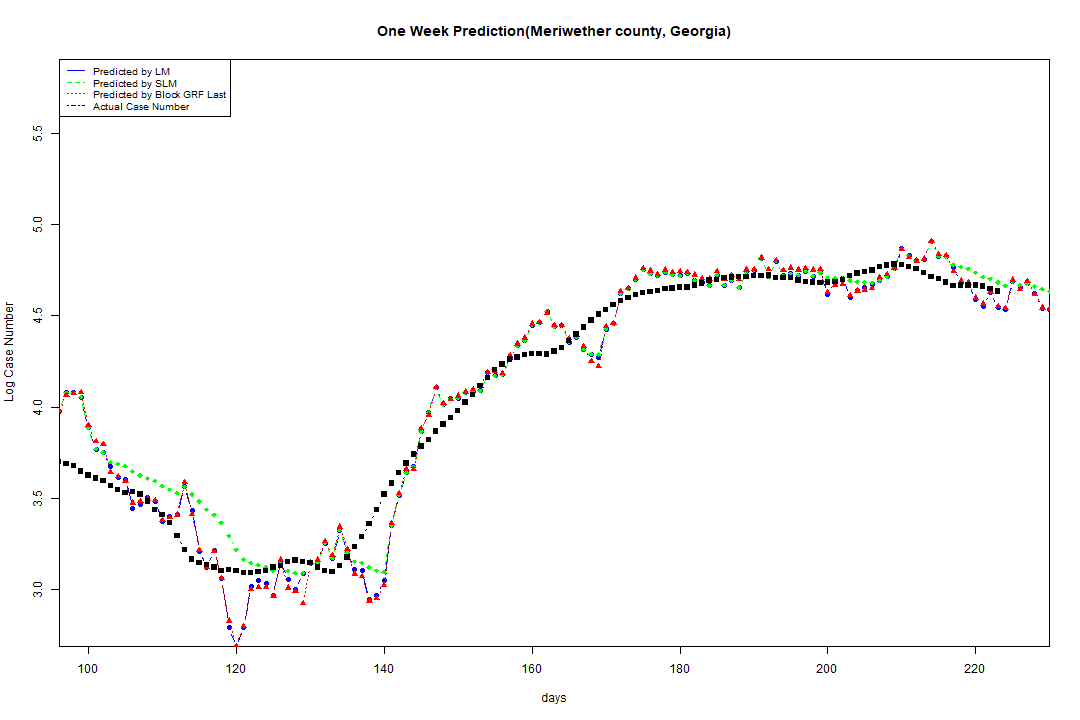 One Week Prediction(Meriwether county, Georgia)
Predicted by LM
Predicted by SLM
Predicted by Block GRF Last
Actual Case Number
5.5
5.0
4.5
4.0
3.5
3.0
Log Case Number
100 120 140 160 180 200 220
days